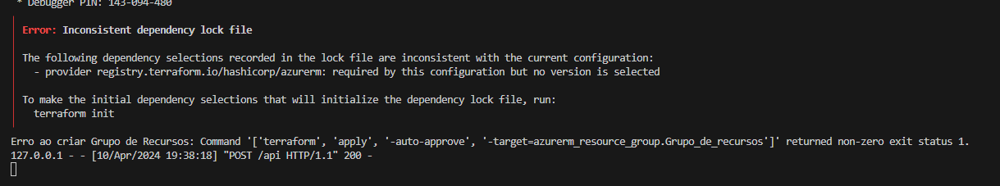 * Debugger PIN: 143-094-480
Error: Inconsistent dependency lock file
The following dependency selections recorded in the lock file are inconsistent with the current configuration:
- provider registry.terraform.io/hashicorp/azurerm: required by this configuration but no version is selected
To make the initial dependency selections that will initialize the dependency lock file, run:
terraform init
Erro ao criar Grupo de Recursos: Command '['terraform', 'apply', '-auto-approve', '-target=azurerm_resource_group.Grupo_de_recursos']' returned non-zero exit status 1.
127.0.0.1 - - [10/Apr/2024 19:38:18] "POST /api HTTP/1.1" 200 -